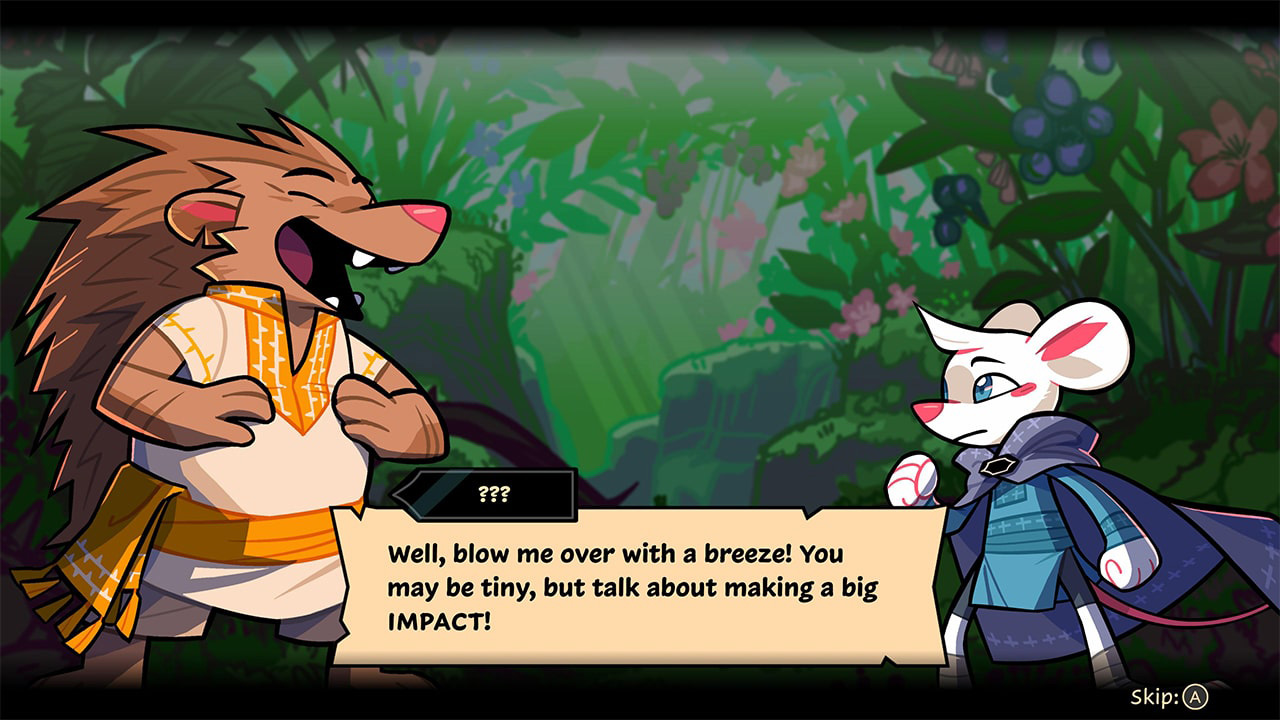 ???
Well, blow me over with a breeze! You
may be tiny, but talk about making a big
IMPACT!
Skip: A